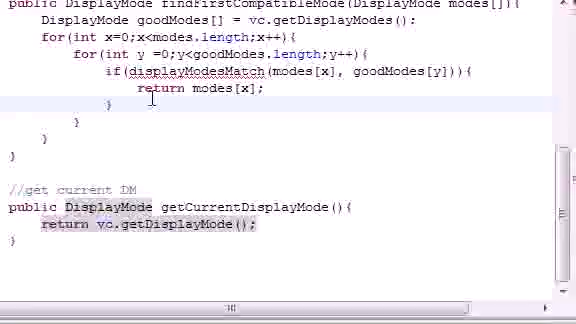 public DisplayMode findFirstCompatibleMode(DisplayMode modes[]){
DisplayMode goodModes[] = vc.getDisplayModes();
for(int x=0;x<modes.length;x++){
for(int y =0;y<goodModes.length;y++){
if(displayModesMatch(modes[x], goodModes[y])){
return modes[x];
}
}
}
}
//get current DM
public DisplayMode getCurrentDisplayMode(){
return vc.getDisplayMode();
}